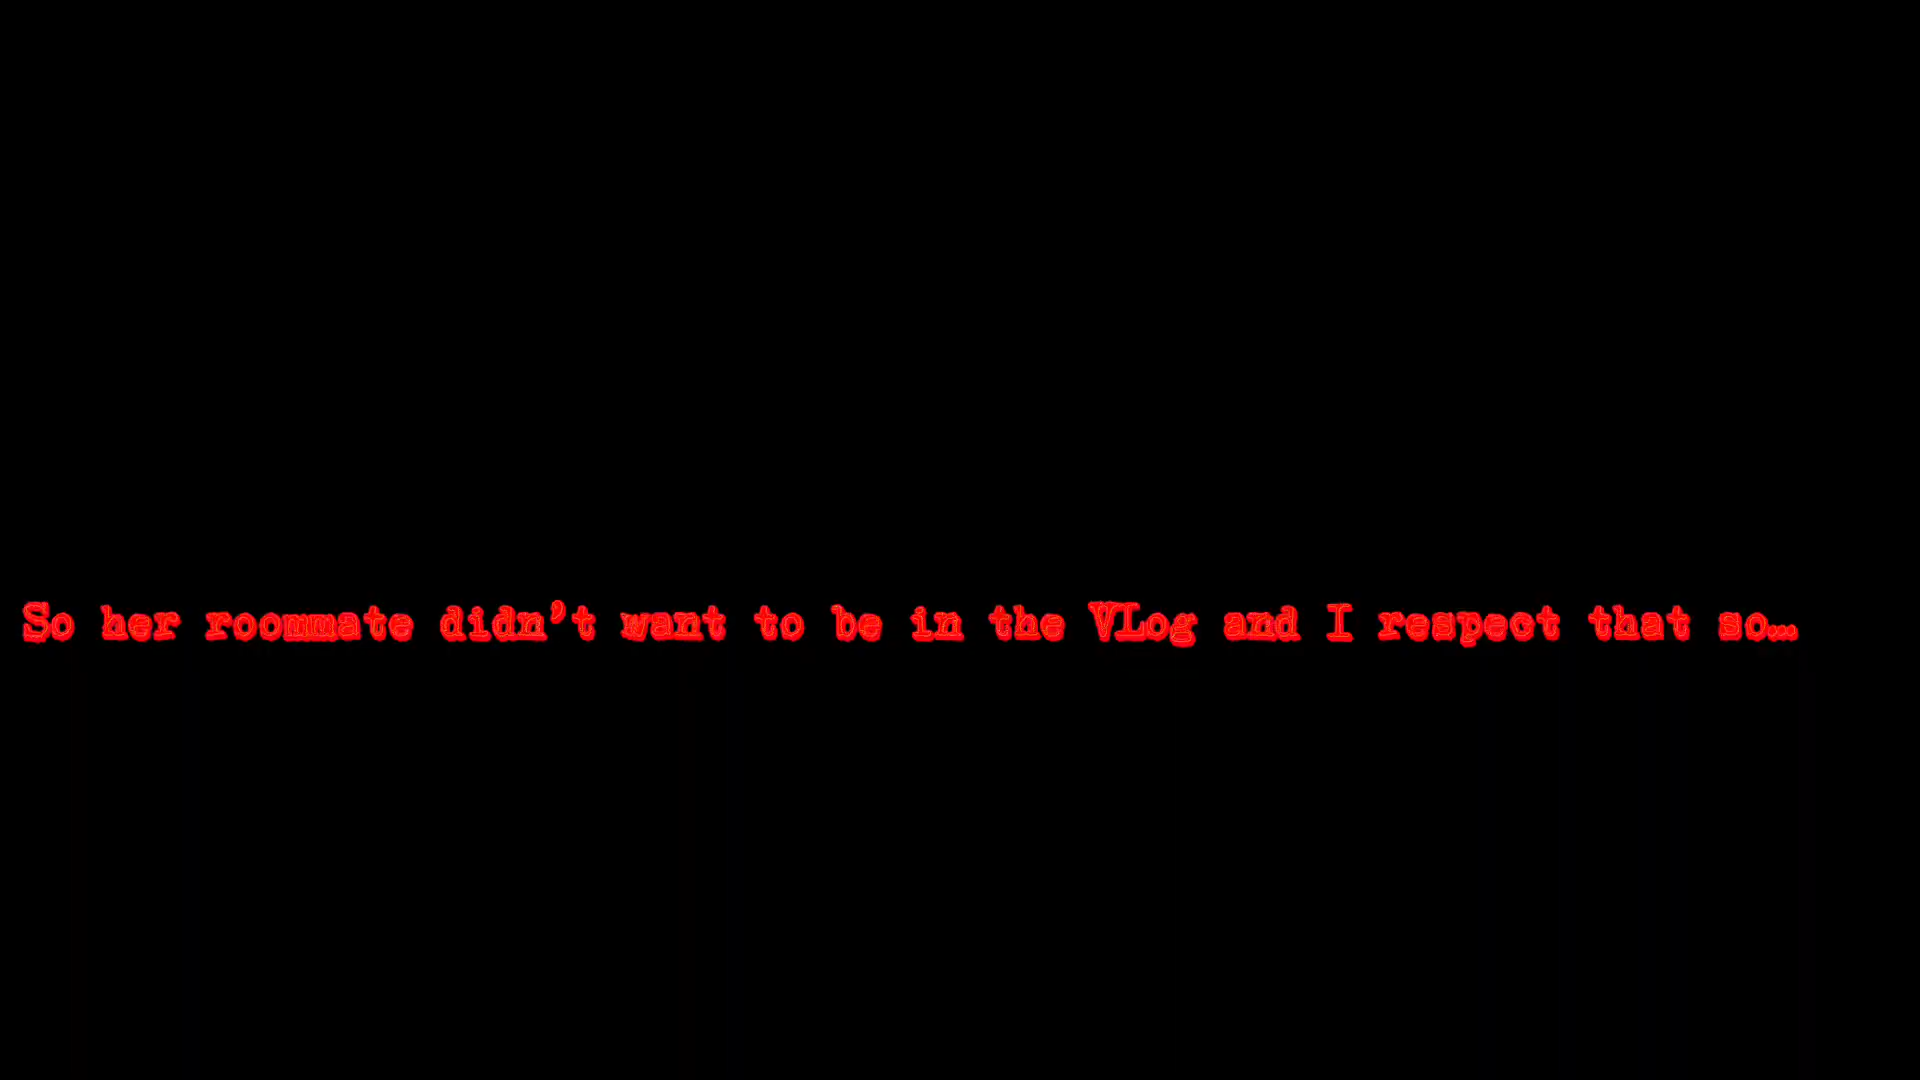 So her roommate didn't want to be in the VLog and I respect that so…